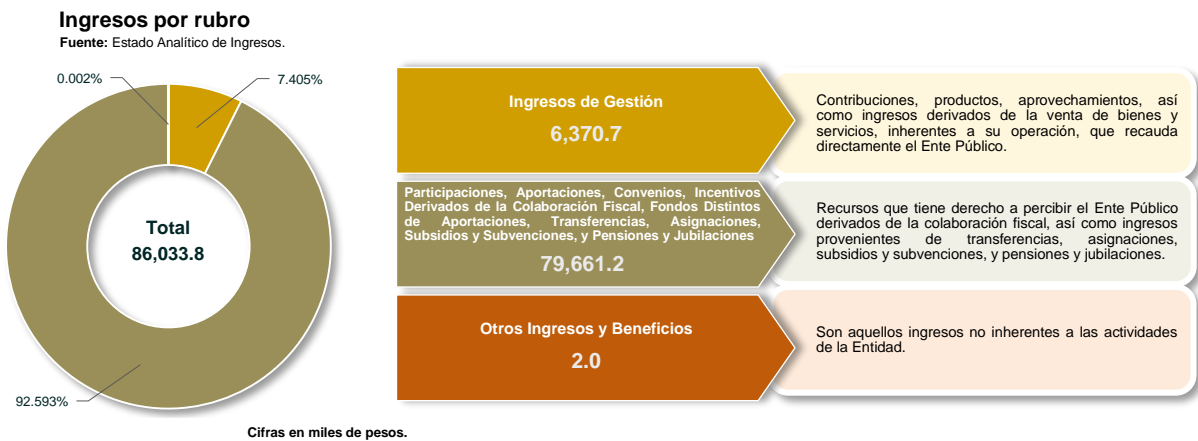 Ingresos por rubro
Fuente: Estado Analítico de Ingresos.
0.002%
7.405%
Total
86,033.8
92.593%
Ingresos de Gestión
6,370.7
Contribuciones, productos, aprovechamientos, así
como ingresos derivados de la venta de bienes y
servicios, inherentes a su operación, que recauda
directamente el Ente Público.
Participaciones, Aportaciones, Convenios, Incentivos
Derivados de la Colaboración Fiscal, Fondos Distintos
de Aportaciones, Transferencias, Asignaciones,
Subsidios y Subvenciones, y Pensiones y Jubilaciones
79,661.2
Recursos que tiene derecho a percibir el Ente Público
derivados de la colaboración fiscal, así como ingresos
provenientes de transferencias, asignaciones,
subsidios y subvenciones, y pensiones y jubilaciones.
Otros Ingresos y Beneficios
2.0
Son aquellos ingresos no inherentes a las actividades
de la Entidad.
Cifras en miles de pesos.